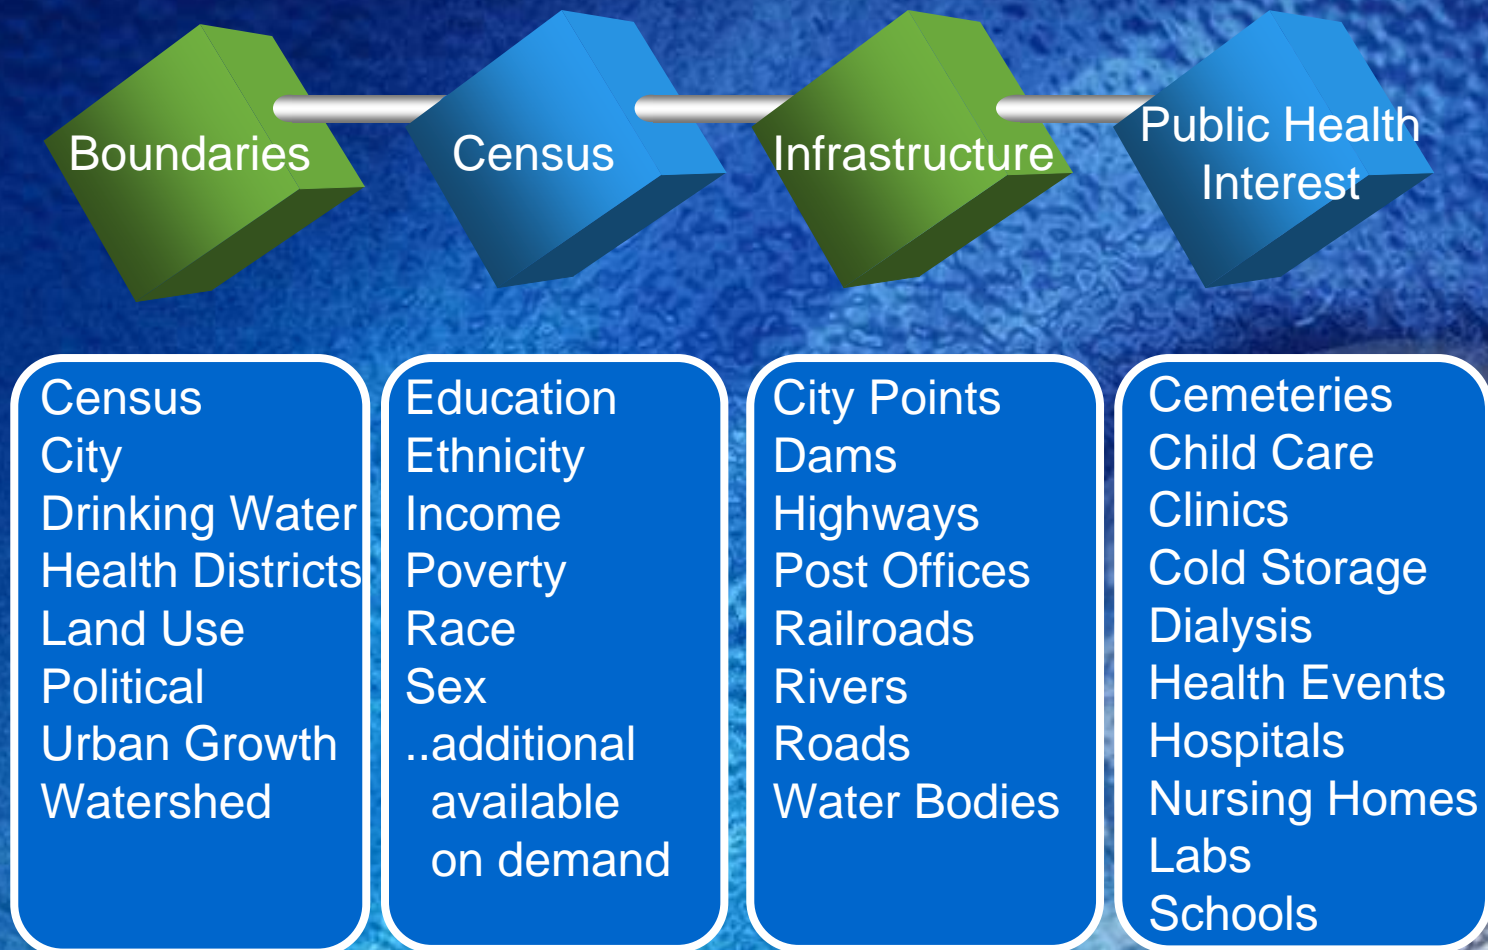 Boundaries
Census
Infrastructure
Public Health
Interest
Census
City
Drinking Water
Health Districts
Land Use
Political
Urban Growth
Watershed
Education
Ethnicity
Income
Poverty
Race
Sex
..additional
available
on demand
City Points
Dams
Highways
Post Offices
Railroads
Rivers
Roads
Water Bodies
Cemeteries
Child Care
Clinics
Cold Storage
Dialysis
Health Events
Hospitals
Nursing Homes
Labs
Schools